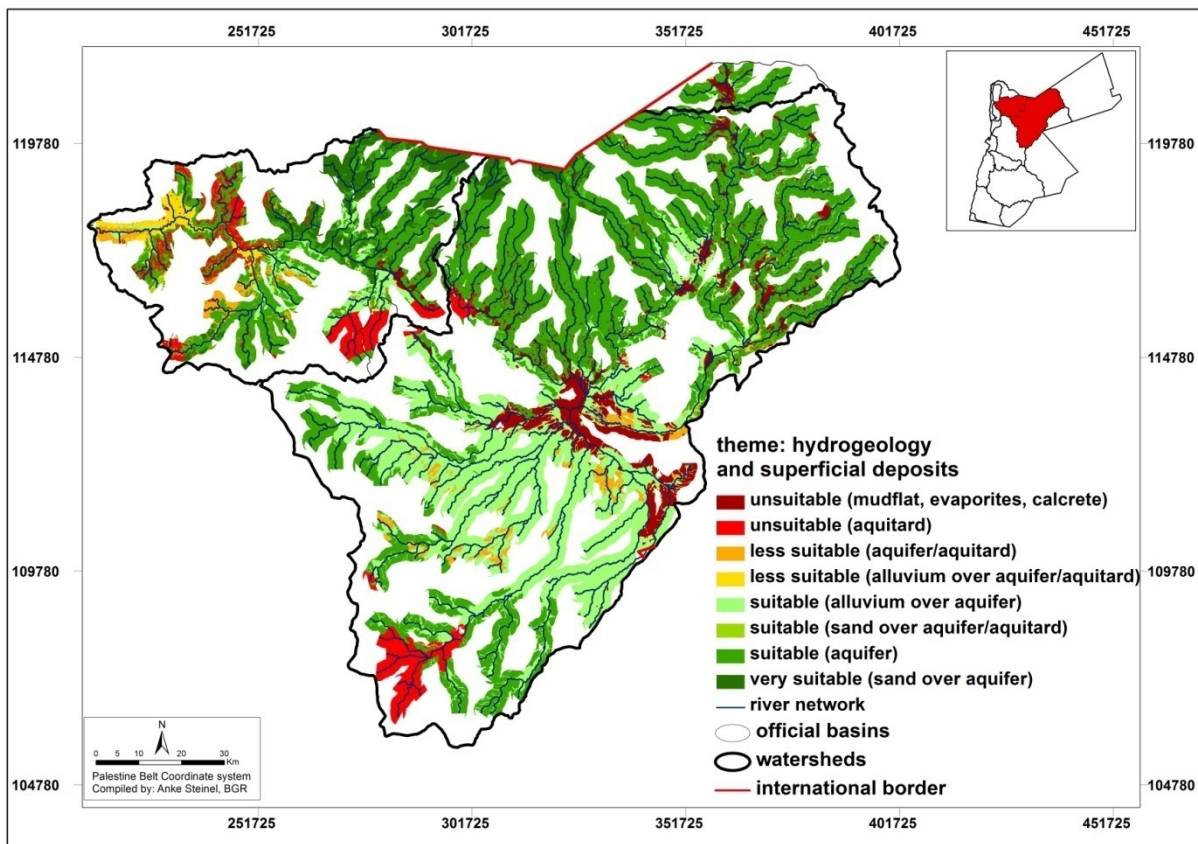 251725 301725 351725 401725 451725
119780 119780
114780 114780
109780 109780
104780 104780
theme: hydrogeology
and superficial deposits
unsuitable (mudflat, evaporites, calcrete)
unsuitable (aquitard)
less suitable (aquifer/aquitard)
less suitable (alluvium over aquifer/aquitard)
suitable (alluvium over aquifer)
suitable (sand over aquifer/aquitard)
suitable (aquifer)
very suitable (sand over aquifer)
river network
official basins
watersheds
international border
N
0 5 10 20 30
Km
Palestine Belt Coordinate system
Compiled by: Anke Steinel, BGR
251725 301725 351725 401725 451725